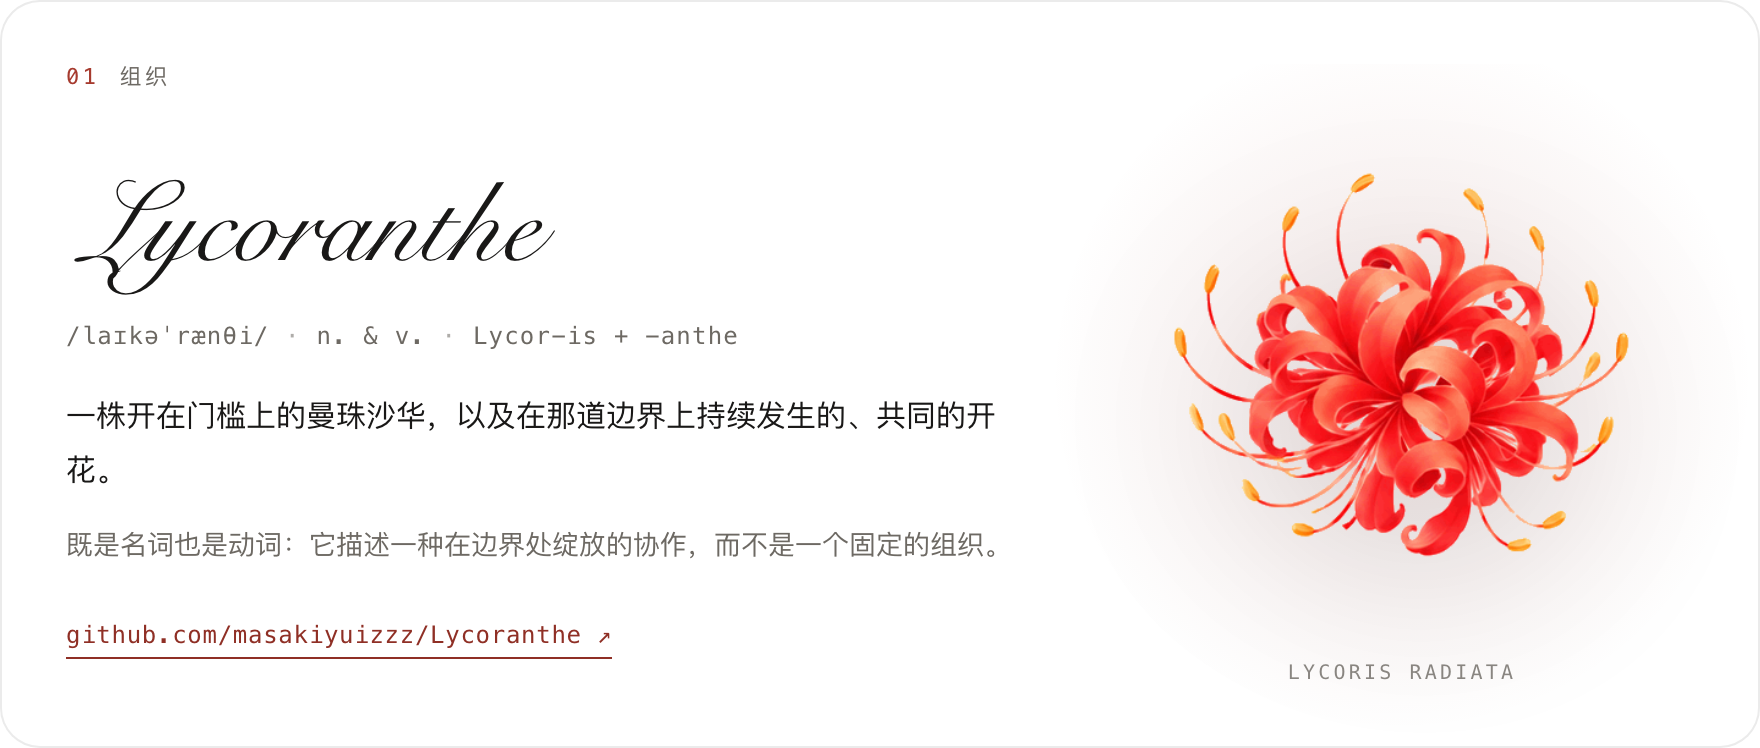 01 组织
Lycoranthe
/laɪkəˈrænθi/ · n. & v. · Lycor–is + –anthe
一株开在门槛上的曼珠沙华，以及在那道边界上持续发生的、共同的开
花。
既是名词也是动词：它描述一种在边界处绽放的协作，而不是一个固定的组织。
github.com/masakiyuizzz/Lycoranthe ↗
LYCORIS RADIATA